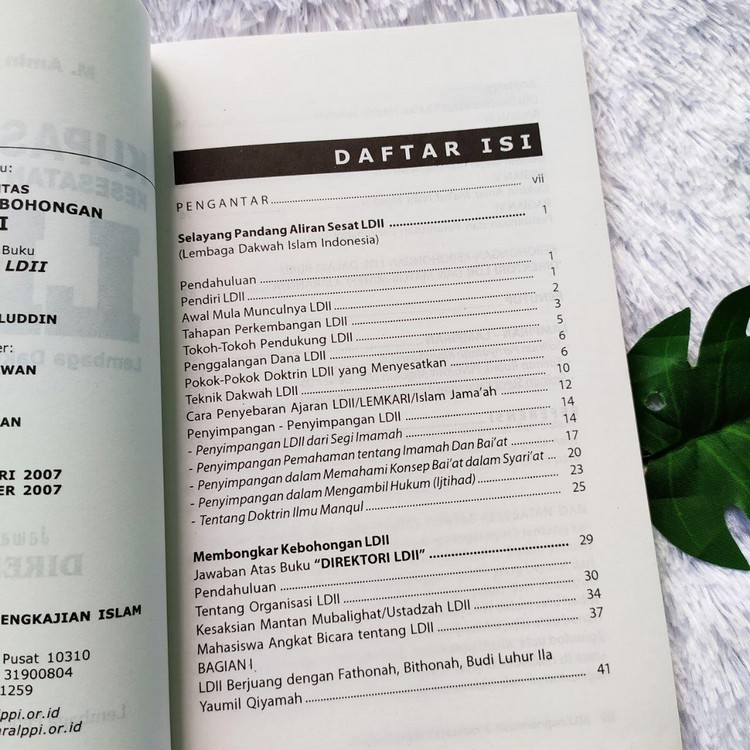 u:
TAS
BOHONGAN
I
Buku
LDII
LUDDIN
er:
WAN
AN
RI 2007
ER 2007
ENGKAJIAN ISLAM
Pusat 10310
31900804
1259
lppi.or.id
aralppi.or.id
DAFTAR ISI
PENGANTAR vii
Selayang Pandang Aliran Sesat LDII 1
(Lembaga Dakwah Islam Indonesia)
Pendahuluan 1
Pendiri LDII 1
Awal Mula Munculnya LDII 2
Tahapan Perkembangan LDII 3
Tokoh-Tokoh Pendukung LDII 5
Penggalangan Dana LDII 6
Pokok-Pokok Doktrin LDII yang Menyesatkan 6
Teknik Dakwah LDII 10
Cara Penyebaran Ajaran LDII/LEMKARI/Islam Jama'ah 12
Penyimpangan - Penyimpangan LDII 14
- Penyimpangan LDII dari Segi Imamah 14
- Penyimpangan Pemahaman tentang Imamah Dan Bai'at 17
- Penyimpangan dalam Memahami Konsep Bai'at dalam Syari'at 20
- Penyimpangan dalam Mengambil Hukum (Ijtihad) 23
- Tentang Doktrin Ilmu Manqul 25
Membongkar Kebohongan LDII
Jawaban Atas Buku "DIREKTORI LDII" 29
Pendahuluan
Tentang Organisasi LDII 30
Kesaksian Mantan Mubalighat/Ustadzah LDII 34
Mahasiswa Angkat Bicara tentang LDII 37
BAGIAN I
LDII Berjuang dengan Fathonah, Bithonah, Budi Luhur Ila
Yaumil Qiyamah 41